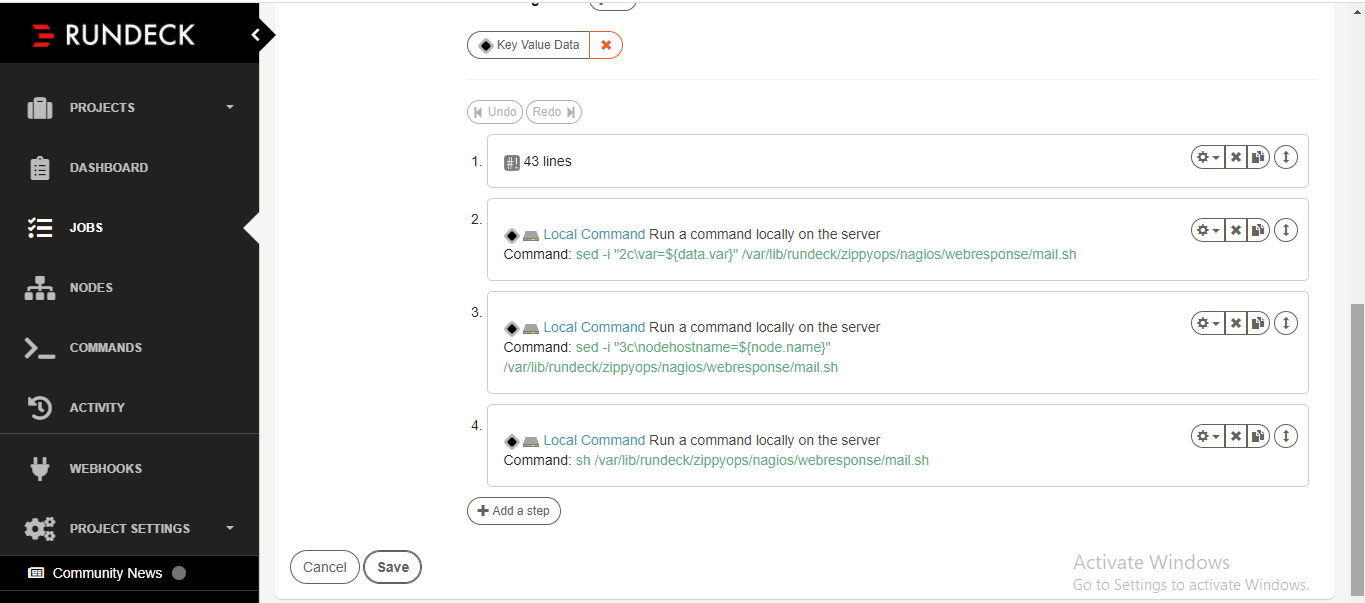 RUNDECK
PROJECTS
DASHBOARD
JOBS
NODES
COMMANDS
ACTIVITY
WEBHOOKS
PROJECT SETTINGS
Community News
Key Value Data
Undo Redo
1. #! 43 lines
2. Local Command Run a command locally on the server
Command: sed -i "2c\var=${data.var}" /var/lib/rundeck/zippyops/nagios/webresponse/mail.sh
3. Local Command Run a command locally on the server
Command: sed -i "3c\nodehostname=${node.name}"
/var/lib/rundeck/zippyops/nagios/webresponse/mail.sh
4. Local Command Run a command locally on the server
Command: sh /var/lib/rundeck/zippyops/nagios/webresponse/mail.sh
Add a step
Cancel Save
Activate Windows
Go to Settings to activate Windows.